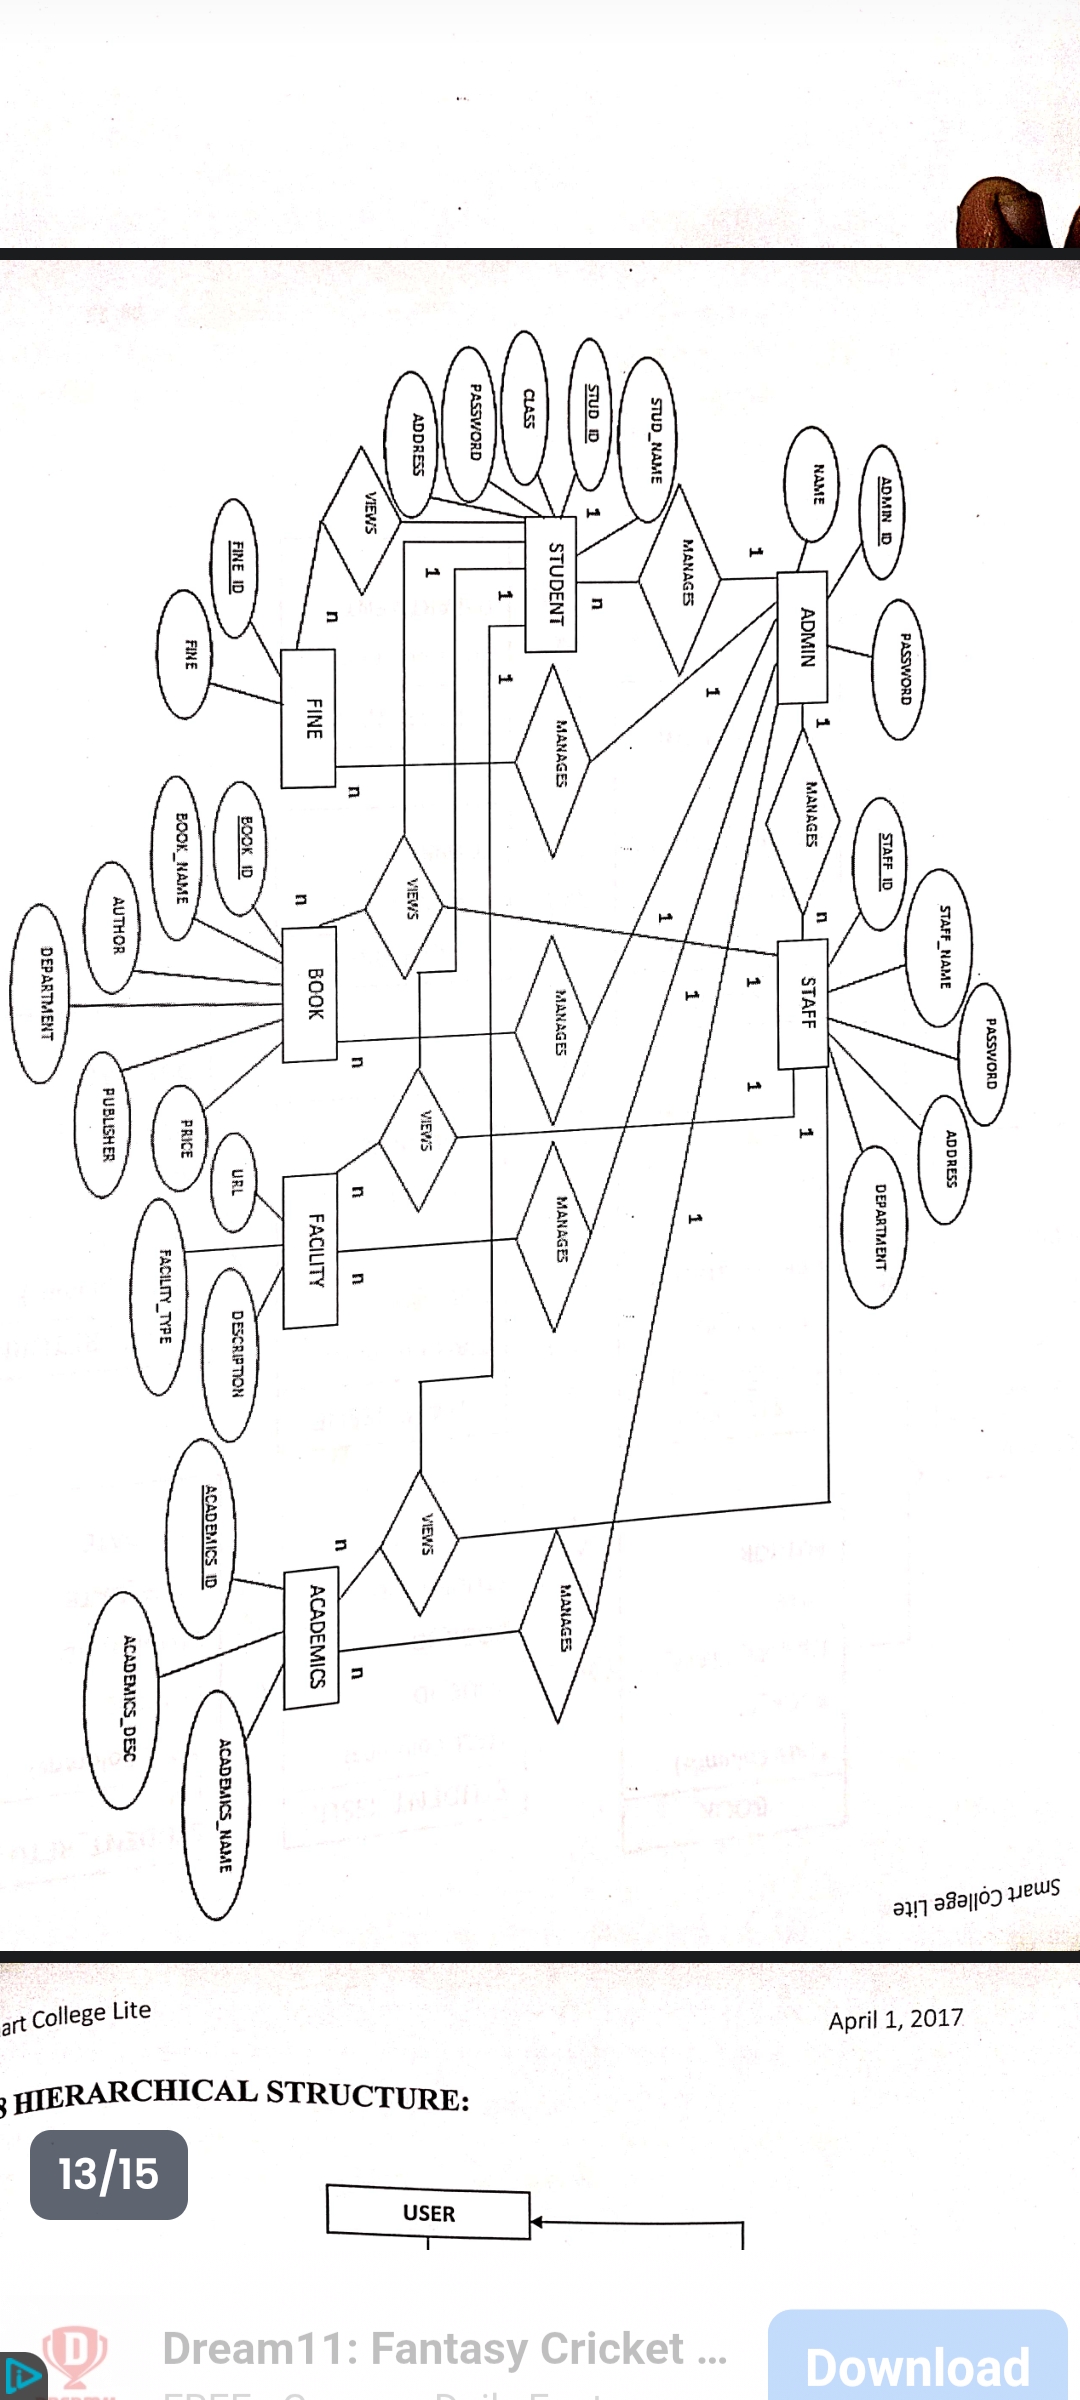 ADMIN_ID
NAME
PASSWORD
ADMIN
1
1
MANAGES
MANAGES
n
n
STAFF_ID
STAFF_NAME
PASSWORD
ADDRESS
DEPARTMENT
STAFF
1
1
1
STUD_NAME
STUD_ID
CLASS
PASSWORD
ADDRESS
STUDENT
1
1
1
1
1
1
1
1
MANAGES
MANAGES
MANAGES
MANAGES
VIEWS
VIEWS
VIEWS
VIEWS
n
n
n
n
n
n
n
n
FINE
BOOK
FACILITY
ACADEMICS
FINE_ID
FINE
BOOK_ID
BOOK_NAME
AUTHOR
DEPARTMENT
PUBLISHER
PRICE
URL
FACILITY_TYPE
DESCRIPTION
ACADEMICS_ID
ACADEMICS_DESC
ACADEMICS_NAME
Smart College Lite
art College Lite
April 1, 2017
8 HIERARCHICAL STRUCTURE:
13/15
USER
Dream11: Fantasy Cricket ...
Download